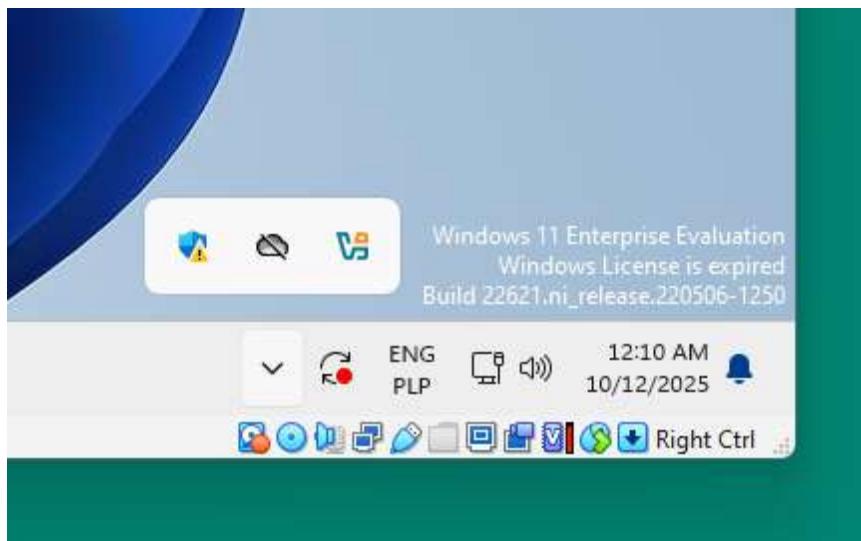 Windows 11 Enterprise Evaluation
Windows License is expired
Build 22621.ni_release.220506-1250
ENG
PLP
12:10 AM
10/12/2025
Right Ctrl